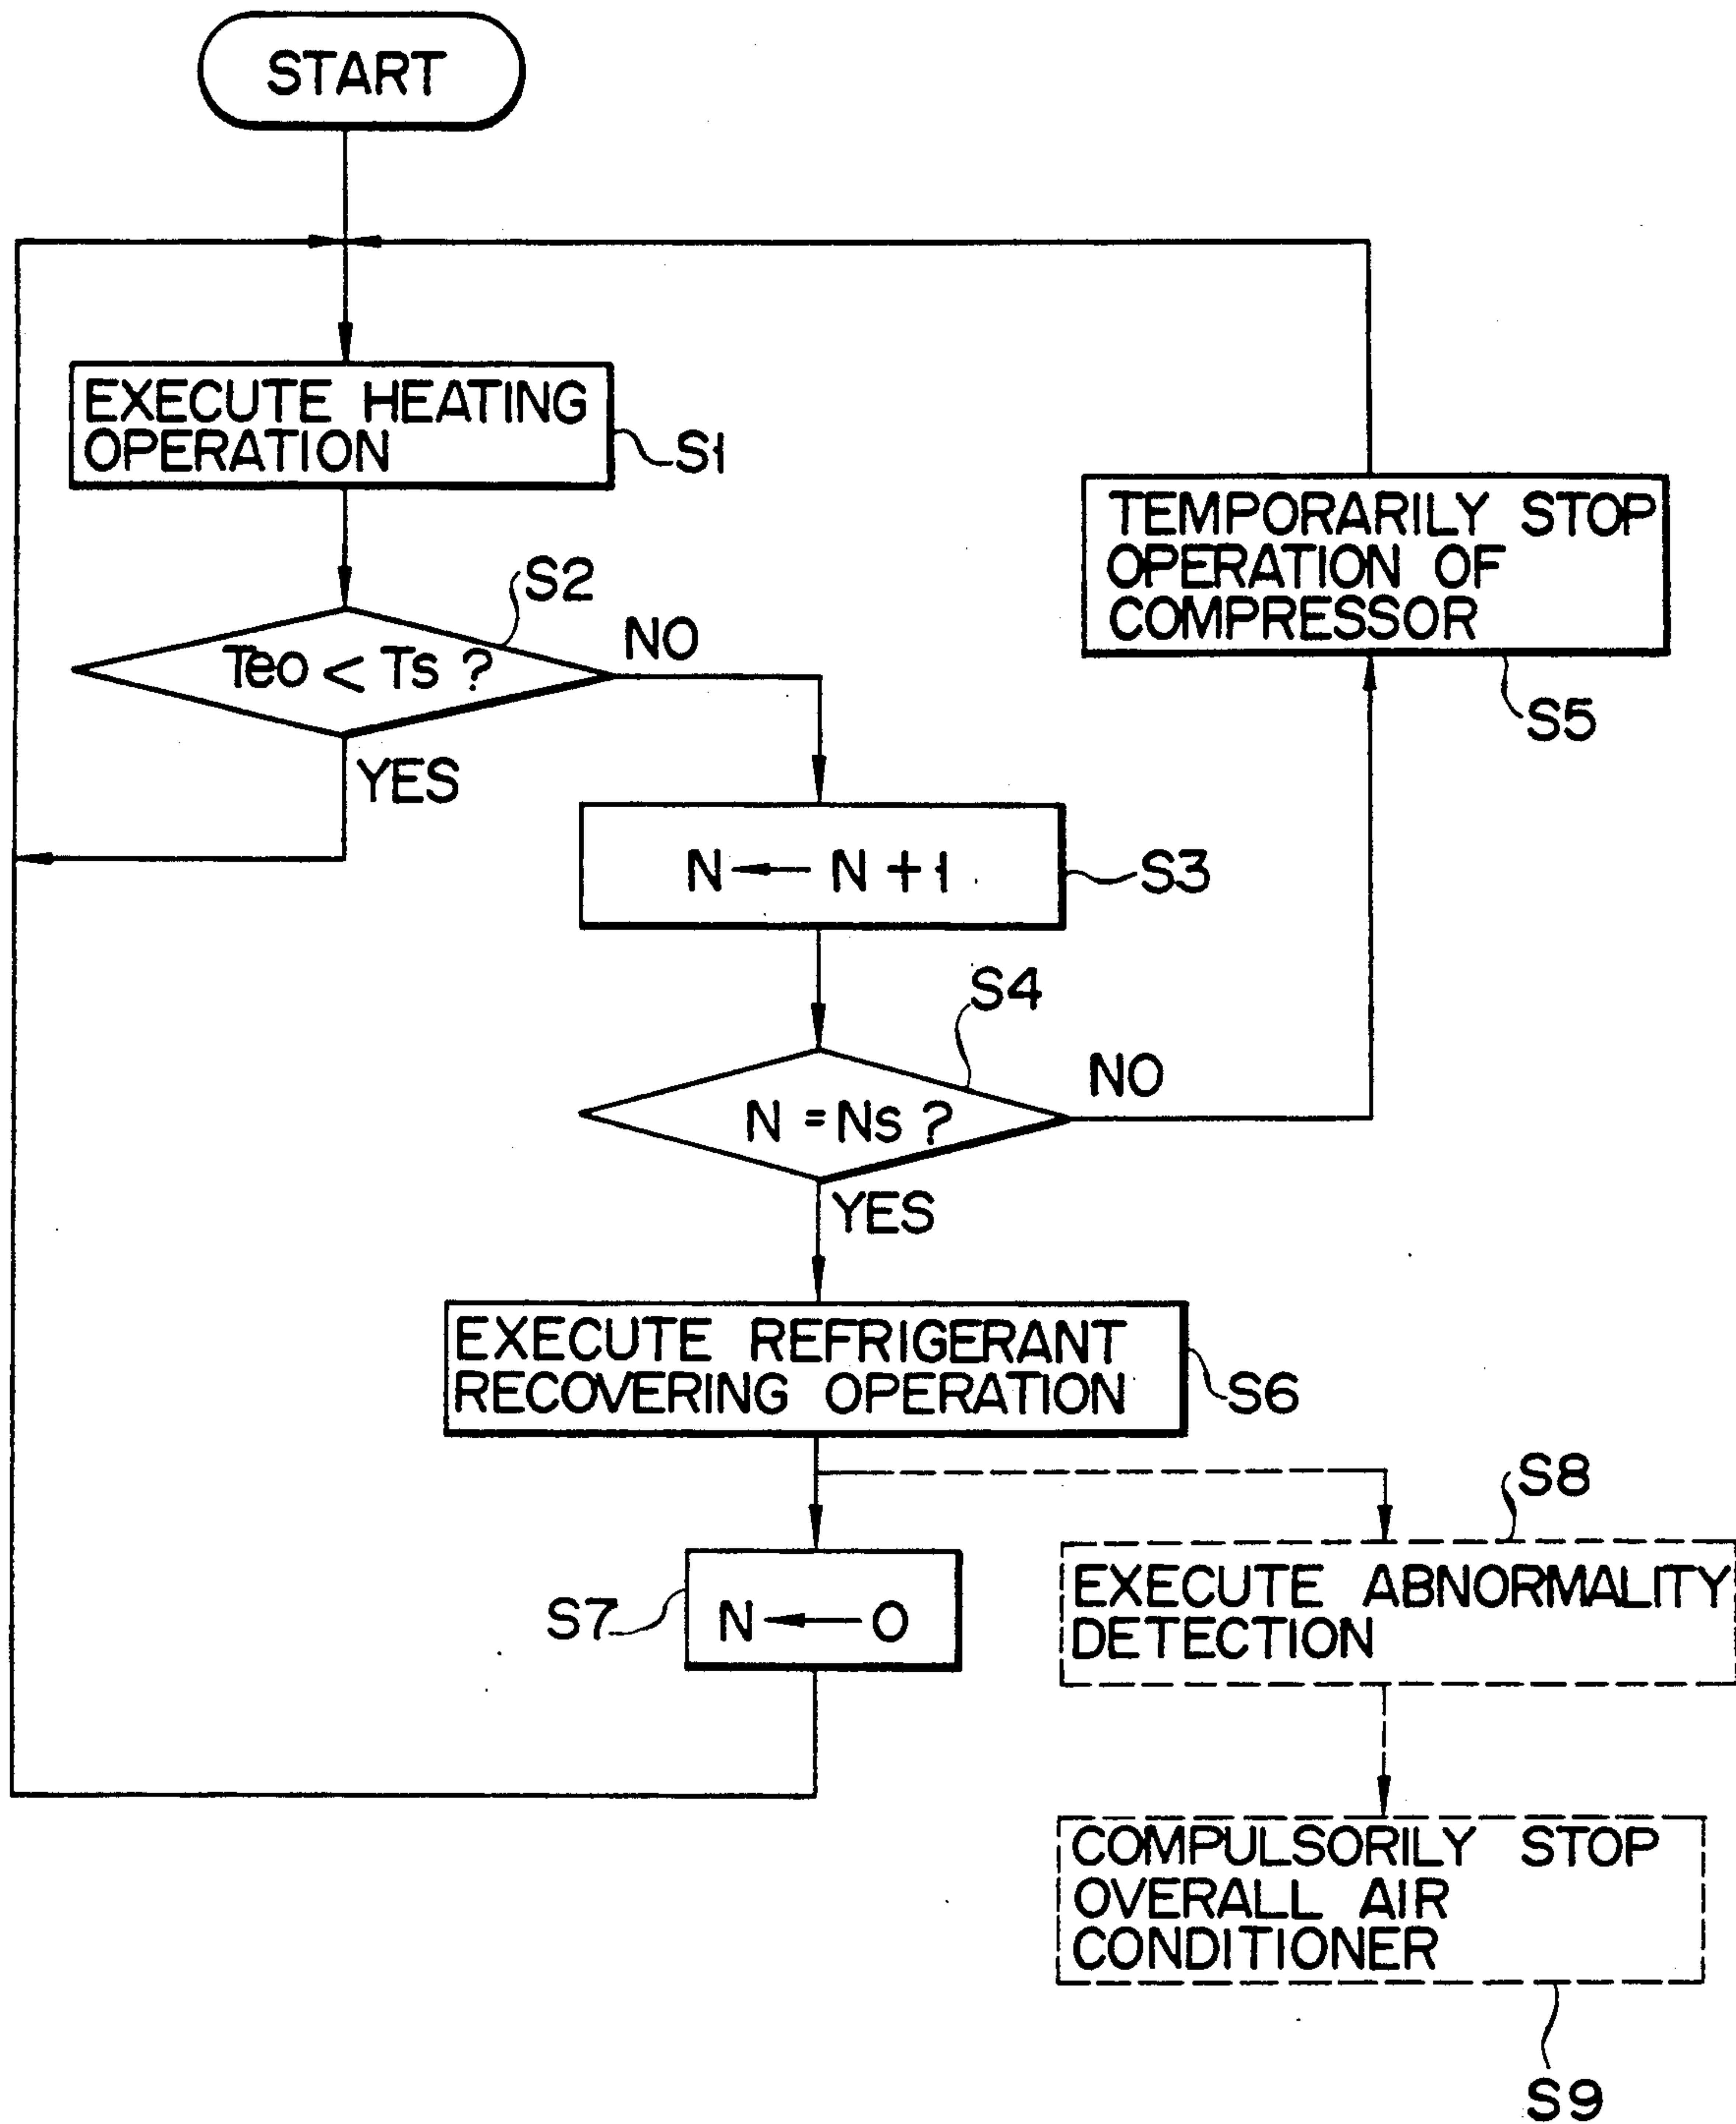 START
EXECUTE HEATING
OPERATION
S1
S2
Teo < Ts ?
NO
YES
TEMPORARILY STOP
OPERATION OF
COMPRESSOR
S5
N ← N + 1
S3
S4
N = Ns ?
NO
YES
EXECUTE REFRIGERANT
RECOVERING OPERATION
S6
S7
N ← 0
S8
EXECUTE ABNORMALITY
DETECTION
COMPULSORILY STOP
OVERALL AIR
CONDITIONER
S9